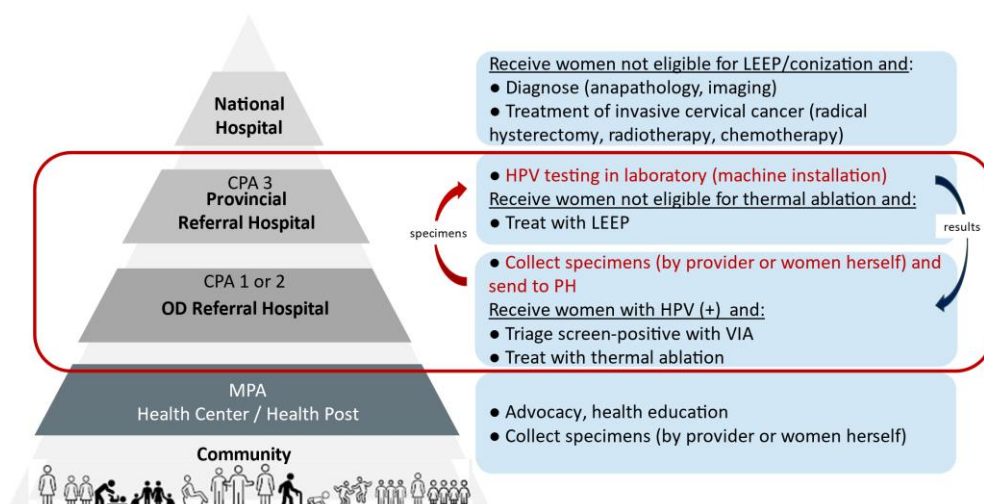 National
Hospital
CPA 3
Provincial
Referral Hospital
CPA 1 or 2
OD Referral Hospital
MPA
Health Center / Health Post
Community
Receive women not eligible for LEEP/conization and:
● Diagnose (anapathology, imaging)
● Treatment of invasive cervical cancer (radical
hysterectomy, radiotherapy, chemotherapy)
● HPV testing in laboratory (machine installation)
Receive women not eligible for thermal ablation and:
● Treat with LEEP
specimens
results
● Collect specimens (by provider or women herself) and
send to PH
Receive women with HPV (+) and:
● Triage screen-positive with VIA
● Treat with thermal ablation
● Advocacy, health education
● Collect specimens (by provider or women herself)